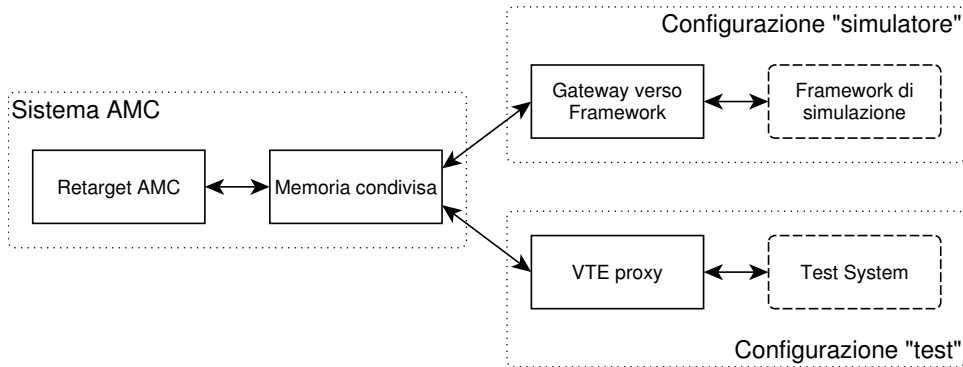 Configurazione "simulatore"
Gateway verso
Framework
Framework di
simulazione
Sistema AMC
Retarget AMC
Memoria condivisa
VTE proxy
Test System
Configurazione "test"